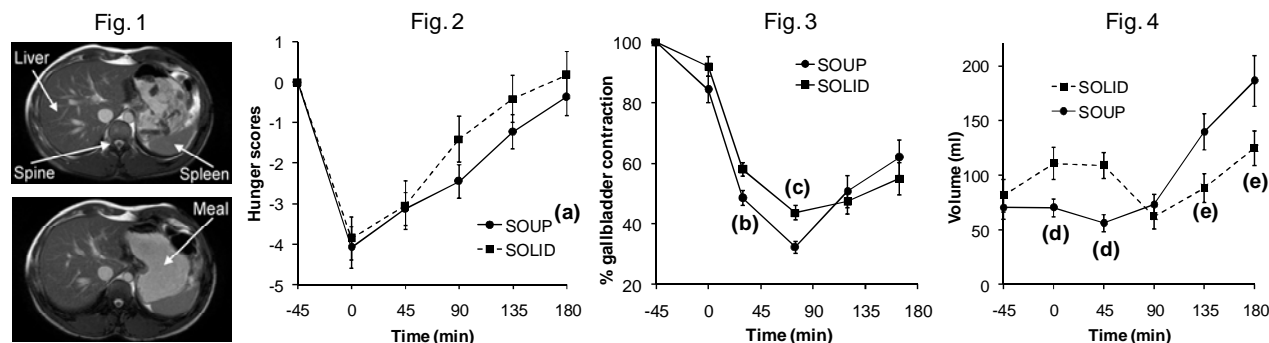 Fig. 1
Liver
Spine
Spleen
Meal
Fig. 2
Hunger scores
1
0
-1
-2
-3
-4
-5
(a)
SOUP
SOLID
-45 0 45 90 135 180
Time (min)
Fig. 3
% gallbladder contraction
100
80
60
40
20
SOUP
SOLID
(b)
(c)
-45 0 45 90 135 180
Time (min)
Fig. 4
Volume (ml)
200
150
100
50
0
SOLID
SOUP
(d)
(d)
(e)
(e)
-45 0 45 90 135 180
Time (min)